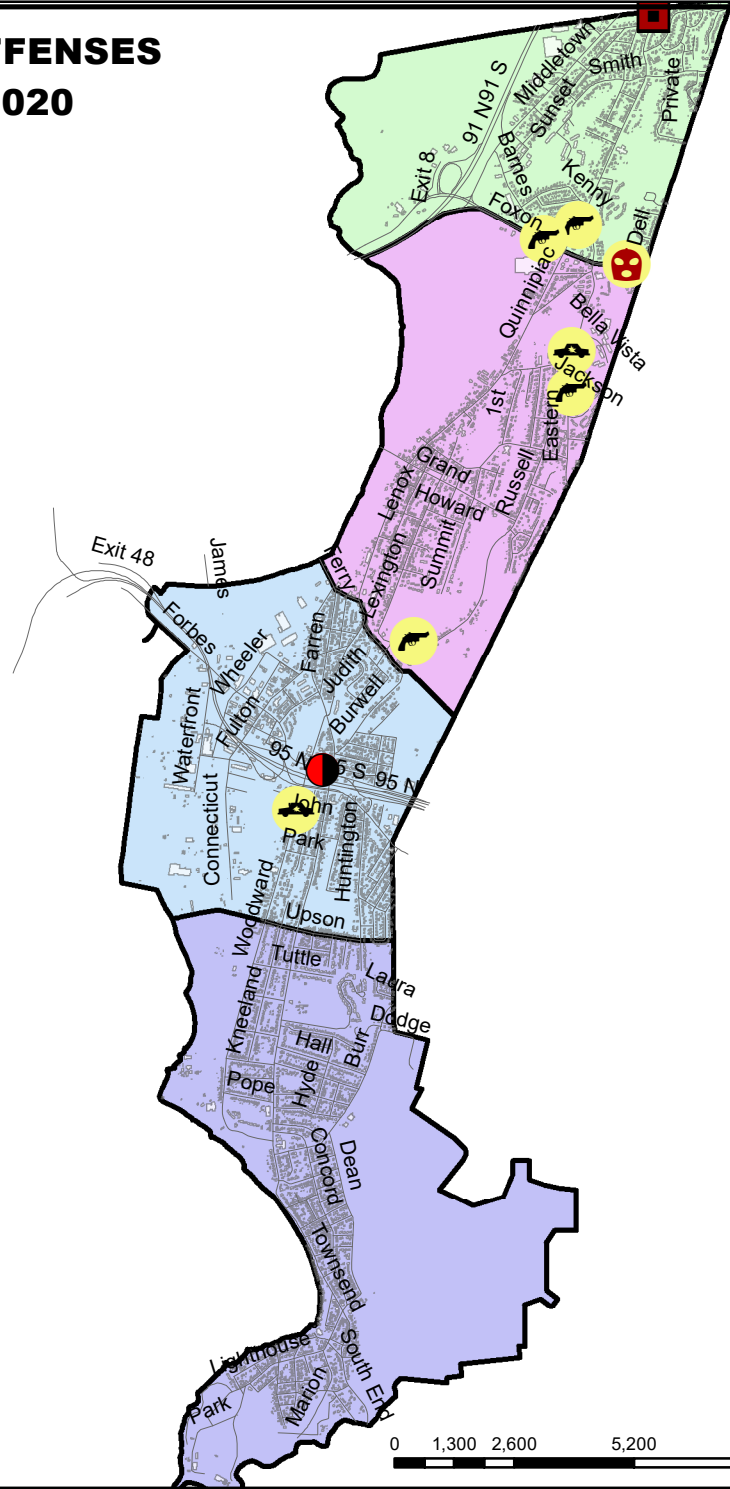 FFENSES
020
Middletown
Smith
Private
91 N
91 S
Sunset
Barnes
Exit 8
Kenny
Foxon
Dell
Quinnipiac
Bella Vista
Jackson
1st
Eastern
Grand
Russell
Lenox
Howard
Summit
Lexington
Ferry
Exit 48
James
Forbes
Farren
Wheeler
Judith
Fulton
Burwell
Waterfront
95 N
95 S
95 N
John
Connecticut
Park
Huntington
Woodward
Upson
Tuttle
Laura
Kneeland
Dodge
Hall
Burr
Pope
Hyde
Concord
Dean
Townsend
Lighthouse
South End
Park
Marion
0 1,300 2,600 5,200